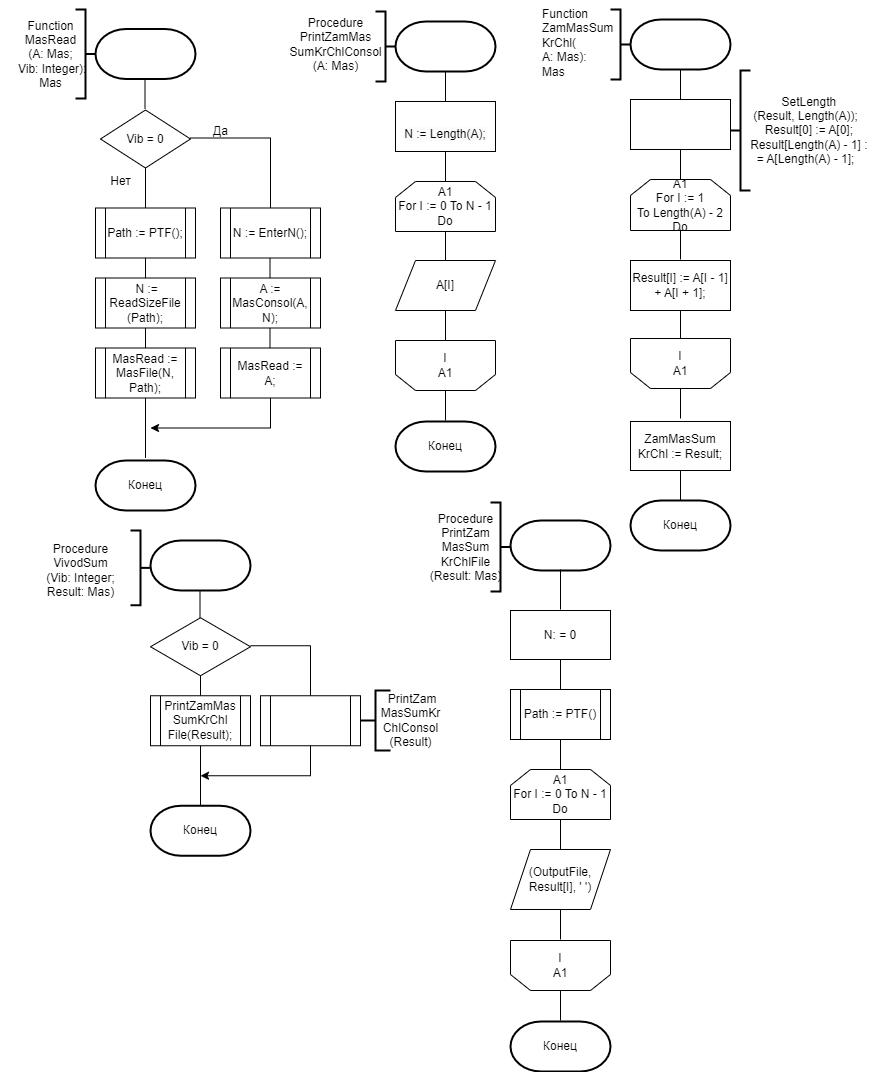 Function
MasRead
(A: Mas;
Vib: Integer):
Mas
Vib = 0
Да
Нет
Path := PTF();
N := EnterN();
N :=
ReadSizeFile
(Path);
A :=
MasConsol(A,
N);
MasRead :=
MasFile(N,
Path);
MasRead :=
A;
Конец
Procedure
PrintZamMas
SumKrChlConsol
(A: Mas)
N := Length(A);
A1
For I := 0 To N - 1
Do
A[I]
I
A1
Конец
Function
ZamMasSum
KrChl(
A: Mas):
Mas
SetLength
(Result, Length(A));
Result[0] := A[0];
Result[Length(A) - 1] :
= A[Length(A) - 1];
A1
For I := 1
To Length(A) - 2
Do
Result[I] := A[I - 1]
+ A[I + 1];
I
A1
ZamMasSum
KrChl := Result;
Конец
Procedure
VivodSum
(Vib: Integer;
Result: Mas)
Vib = 0
PrintZamMas
SumKrChl
File(Result);
PrintZam
MasSumKr
ChlConsol
(Result)
Конец
Procedure
PrintZam
MasSum
KrChlFile
(Result: Mas)
N: = 0
Path := PTF()
A1
For I := 0 To N - 1
Do
(OutputFile,
Result[I], ' ')
I
A1
Конец